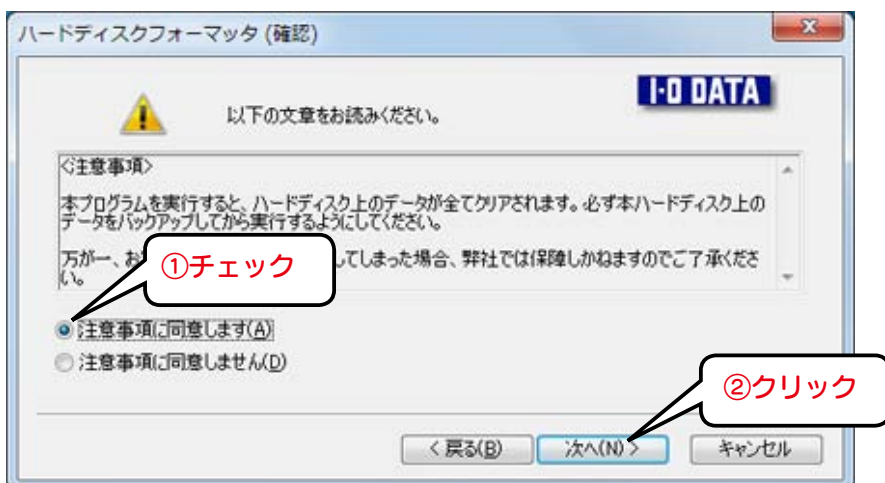 ハードディスクフォーマッタ (確認)
I-O DATA
以下の文章をお読みください。
<注意事項>
本プログラムを実行すると、ハードディスク上のデータが全てクリアされます。必ず本ハードディスク上の
データをバックアップしてから実行するようにしてください。
万が一、お
してしまった場合、弊社では保障しかねますのでご了承くださ
い。
①チェック
注意事項に同意します(A)
注意事項に同意しません(D)
②クリック
< 戻る(B)
次へ(N) >
キャンセル